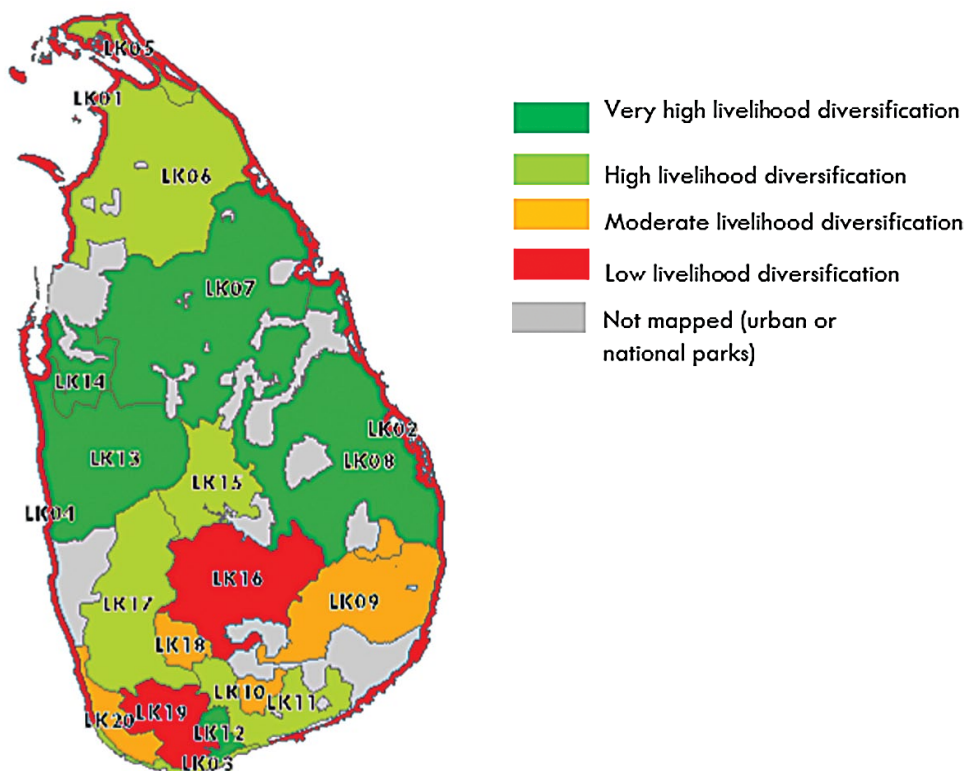 LK05
LK01
LK06
LK07
LK14
LK02
LK13
LK08
LK15
LK04
LK16
LK09
LK17
LK18
LK10
LK11
LK19
LK20
LK12
LK03
Very high livelihood diversification
High livelihood diversification
Moderate livelihood diversification
Low livelihood diversification
Not mapped (urban or
national parks)